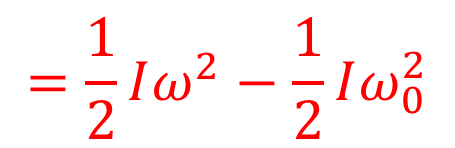 = 1/2 Iω² − 1/2 Iω₀²